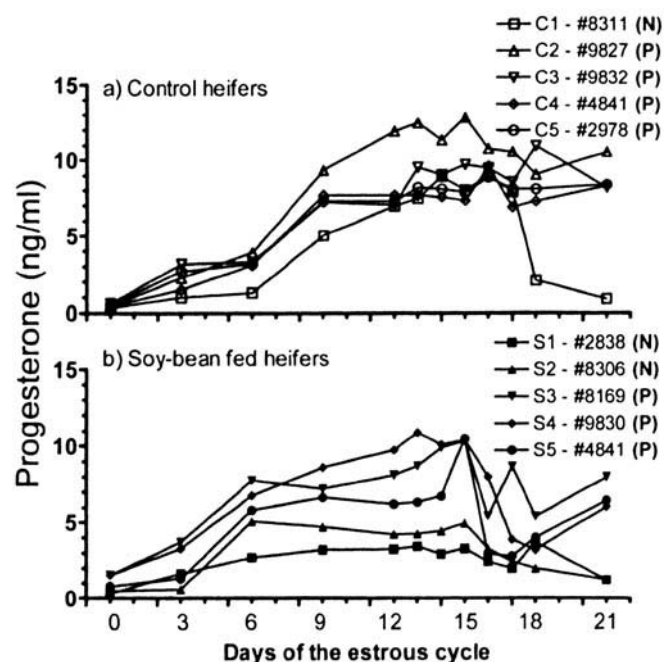 C1 - #8311 (N)
C2 - #9827 (P)
C3 - #9832 (P)
C4 - #4841 (P)
C5 - #2978 (P)
15
a) Control heifers
10
5
0
Progesterone (ng/ml)
S1 - #2838 (N)
S2 - #8306 (N)
S3 - #8169 (P)
S4 - #9830 (P)
S5 - #4841 (P)
15
b) Soy-bean fed heifers
10
5
0
0 3 6 9 12 15 18 21
Days of the estrous cycle